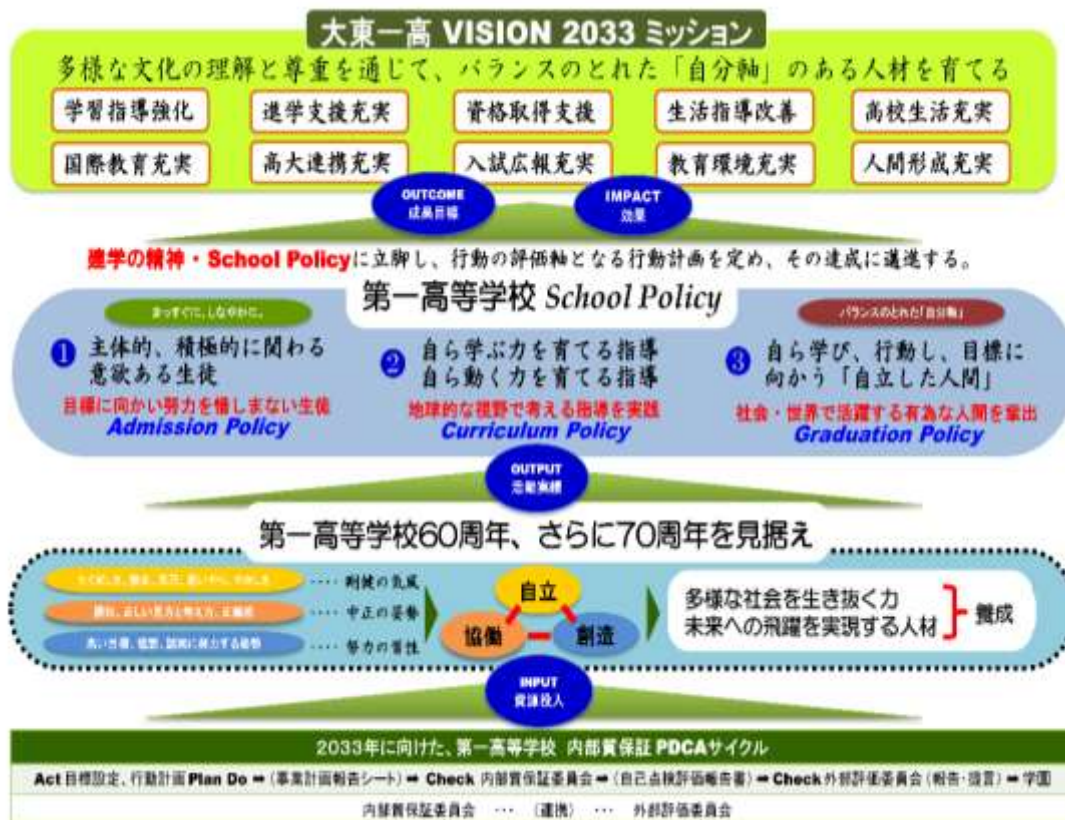 大東一高 VISION 2033 ミッション
多様な文化の理解と尊重を通じて、バランスのとれた「自分軸」のある人材を育てる
学習指導強化 進学支援充実 資格取得支援 生活指導改善 高校生活充実
国際教育充実 高大連携充実 入試広報充実 教育環境充実 人間形成充実
OUTCOME
成果目標
IMPACT
効果
建学の精神・School Policyに立脚し、行動の評価軸となる行動計画を定め、その達成に邁進する。
第一高等学校 School Policy
まっすぐに、しなやかに。
バランスのとれた「自分軸」
❶ 主体的、積極的に関わる
意欲ある生徒
目標に向かい努力を惜しまない生徒
Admission Policy
❷ 自ら学ぶ力を育てる指導
自ら動く力を育てる指導
地球的な視野で考える指導を実践
Curriculum Policy
❸ 自ら学び、行動し、目標に
向かう「自立した人間」
社会・世界で活躍する有為な人間を輩出
Graduation Policy
OUTPUT
活動実績
第一高等学校60周年、さらに70周年を見据え
‥‥ 剛健の気風
‥‥ 中正の姿勢
‥‥ 努力の習性
自立
協働 創造
多様な社会を生き抜く力
未来への飛躍を実現する人材
養成
INPUT
資源投入
2033年に向けた、第一高等学校 内部質保証 PDCAサイクル
Act 目標設定、行動計画 Plan Do ➡（事業計画報告シート）➡ Check 内部質保証委員会 ➡（自己点検評価報告書）➡ Check 外部評価委員会（報告・提言）➡ 学園
内部質保証委員会 ‥‥（連携）‥‥ 外部評価委員会